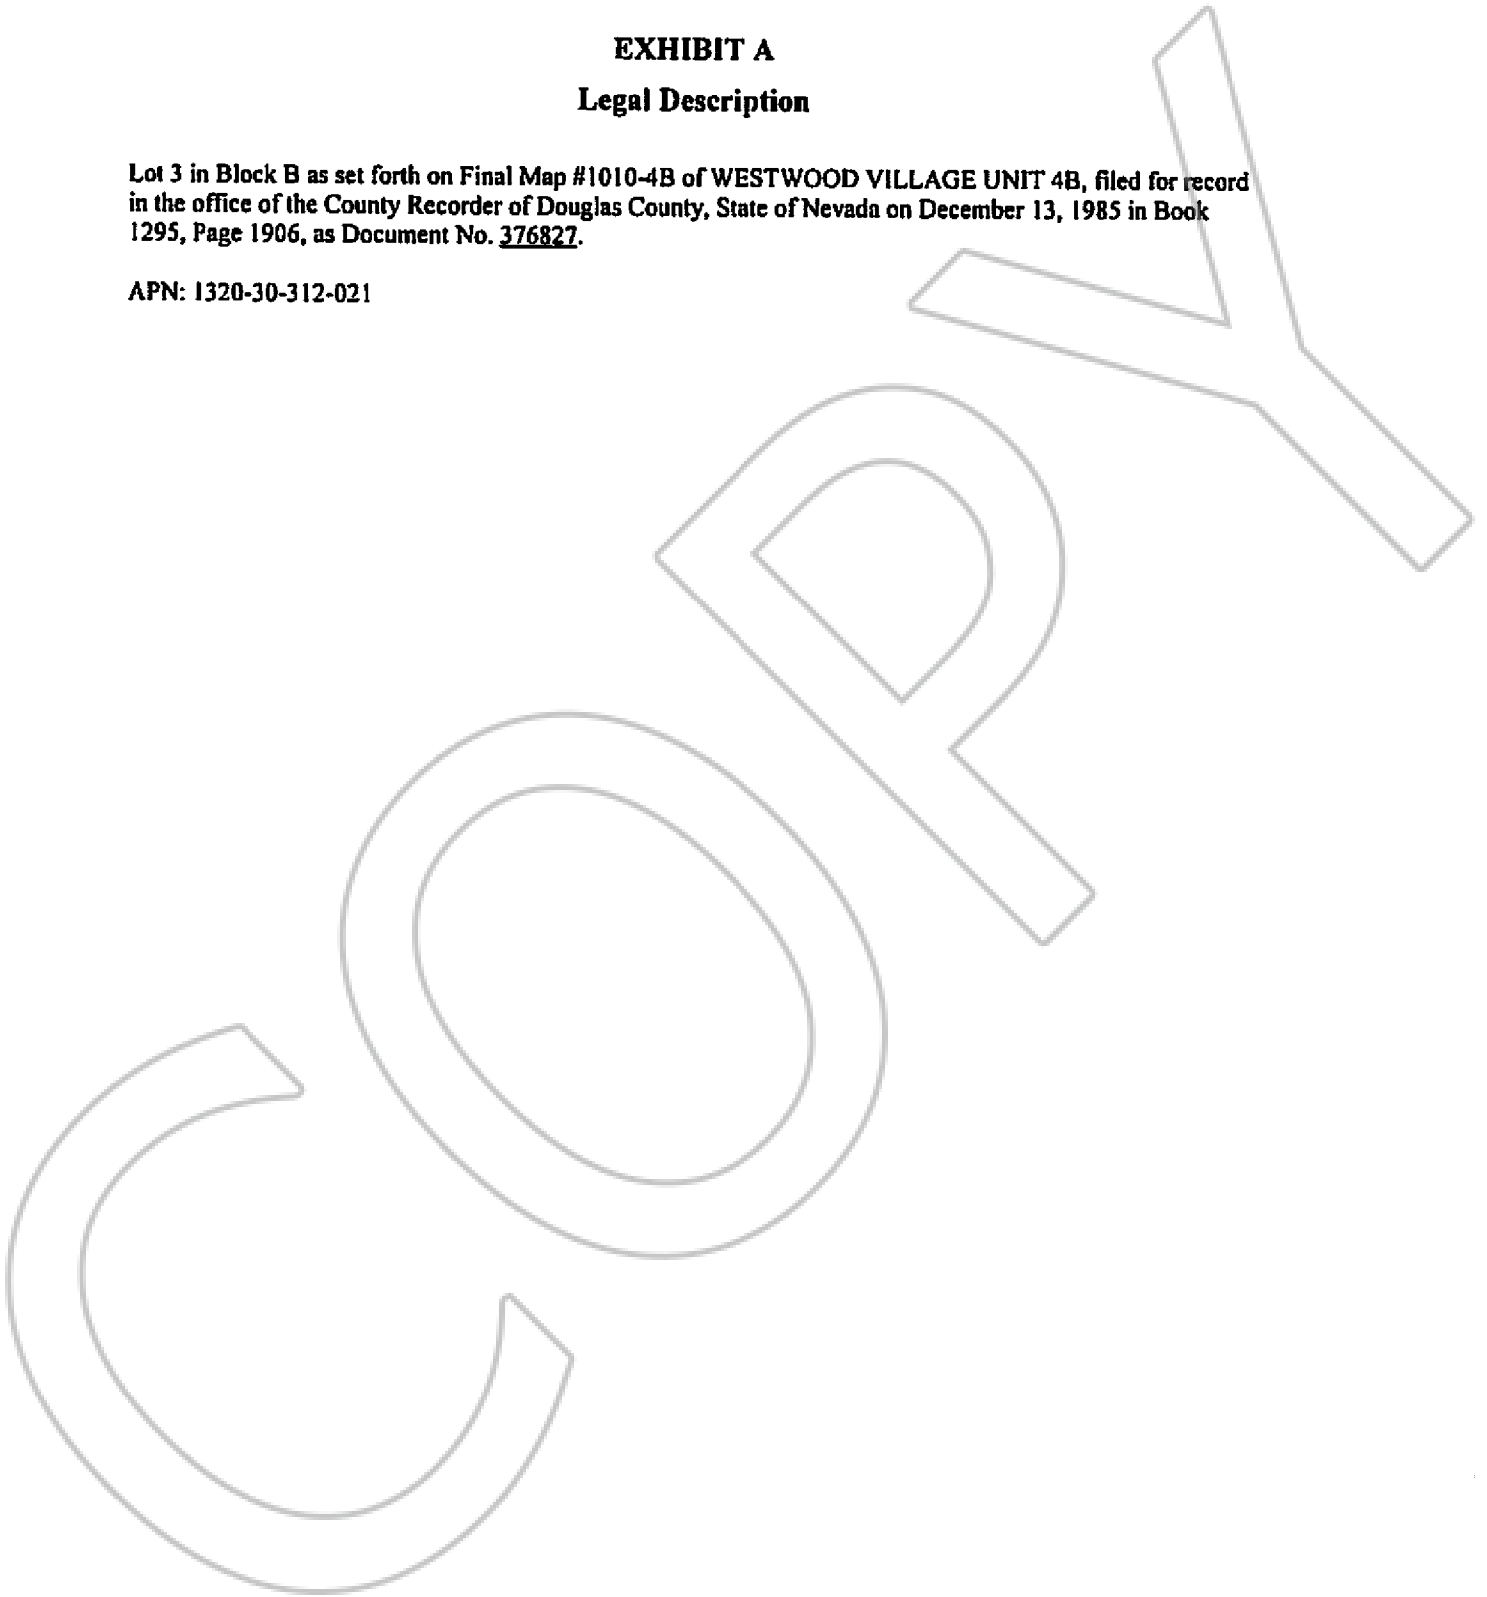 EXHIBIT A
Legal Description
Lot 3 in Block B as set forth on Final Map #1010-4B of WESTWOOD VILLAGE UNIT 4B, filed for record
in the office of the County Recorder of Douglas County, State of Nevada on December 13, 1985 in Book
1295, Page 1906, as Document No. 376827.
APN: 1320-30-312-021
COPY